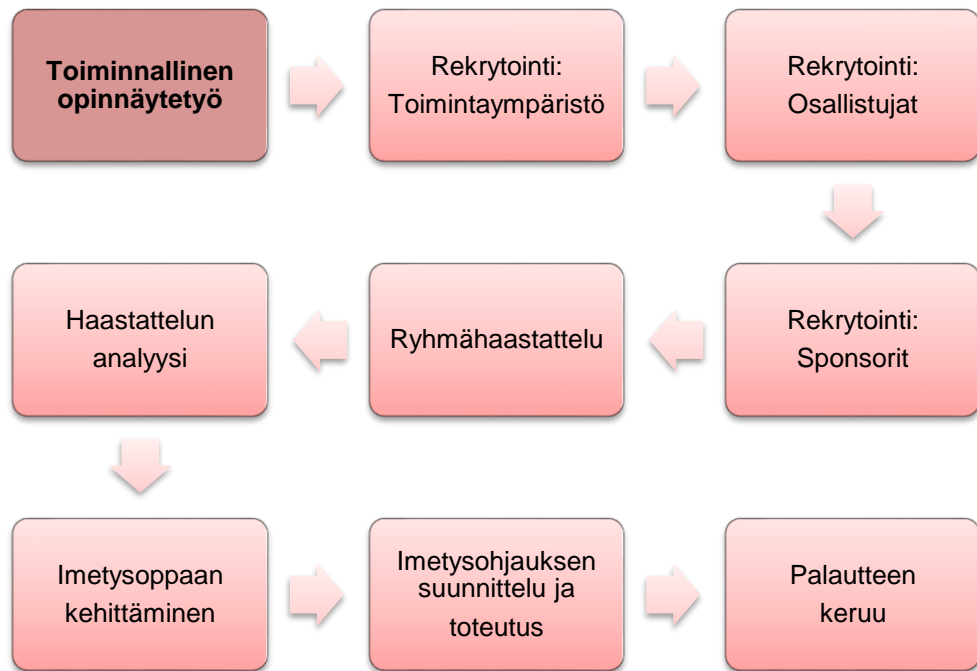 Toiminnallinen
opinnäytetyö
Rekrytointi:
Toimintaympäristö
Rekrytointi:
Osallistujat
Rekrytointi:
Sponsorit
Ryhmähaastattelu
Haastattelun
analyysi
Imetysoppaan
kehittäminen
Imetysohjauksen
suunnittelu ja
toteutus
Palautteen
keruu